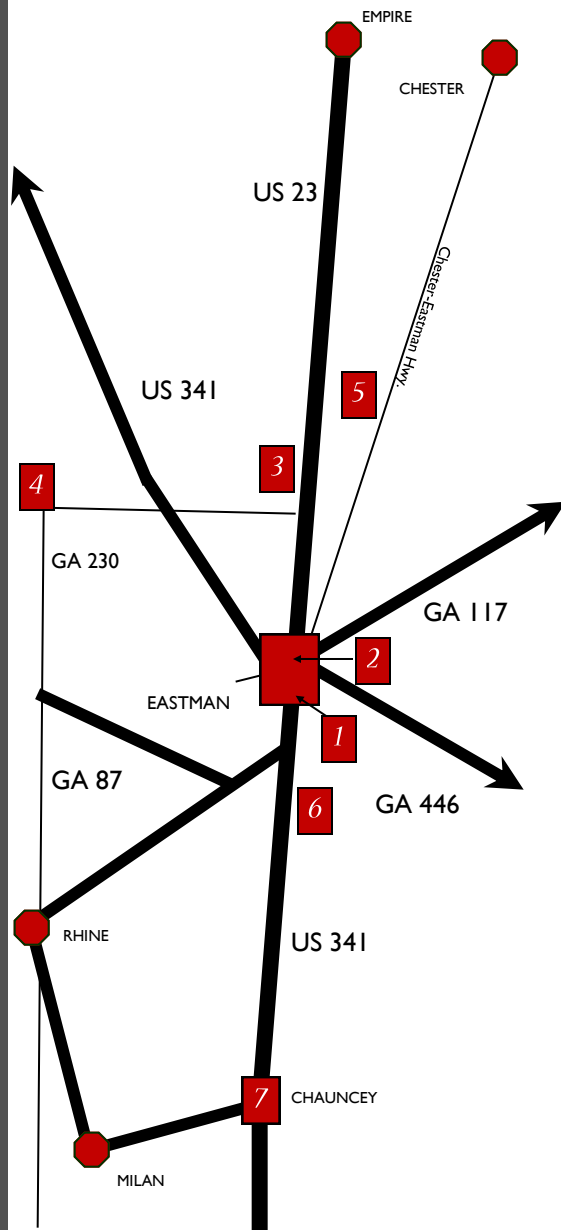 EMPIRE
CHESTER
US 23
Chester-Eastman Hwy.
US 341
5
3
4
GA 230
GA 117
2
EASTMAN
1
GA 87
GA 446
6
RHINE
US 341
7
CHAUNCEY
MILAN